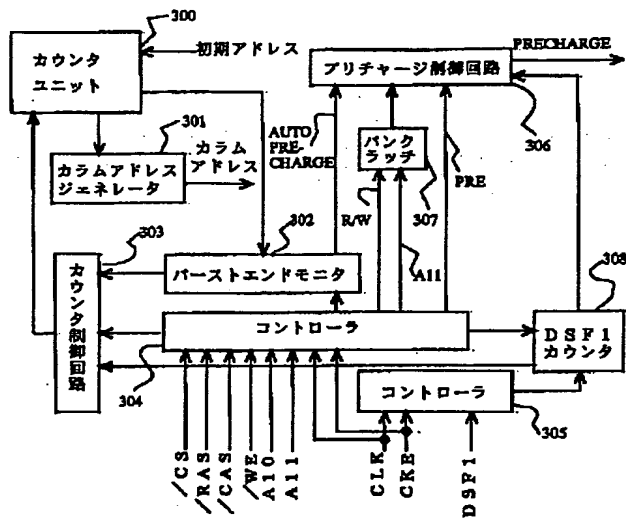 300
カウンタ
ユニット
初期アドレス
PRECHARGE
プリチャージ制御回路
306
301
カラム
アドレス
カラムアドレス
ジェネレータ
AUTO
PRE-
CHARGE
バンク
ラッチ
307
R/W
PRE
A11
302
バーストエンドモニタ
303
カウンタ制御回路
304
コントローラ
308
DSF1
カウンタ
コントローラ
305
/CS
/RAS
/CAS
/WE
A10
A11
CLK
CKE
DSF1